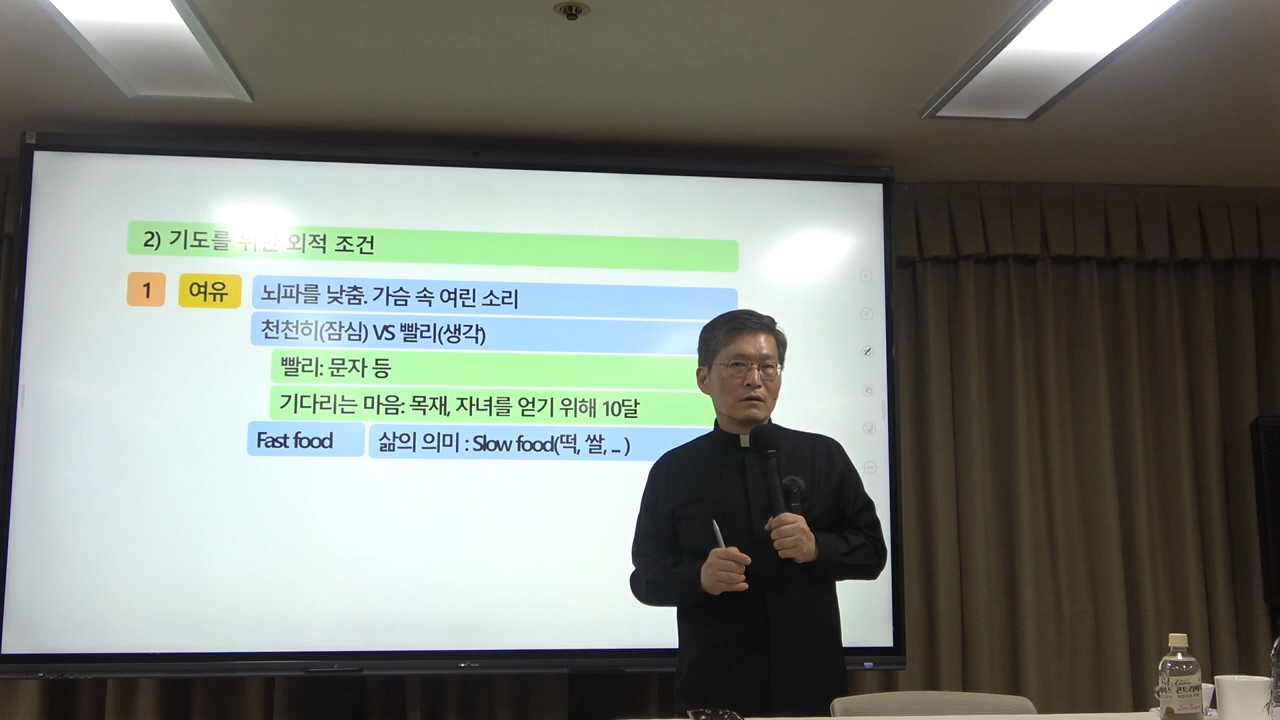 2) 기도를 위한 외적 조건
1 여유 뇌파를 낮춤. 가슴 속 여린 소리
천천히(잠심) VS 빨리(생각)
빨리: 문자 등
기다리는 마음: 목재, 자녀를 얻기 위해 10달
Fast food 삶의 의미 : Slow food(떡, 쌀, ... )